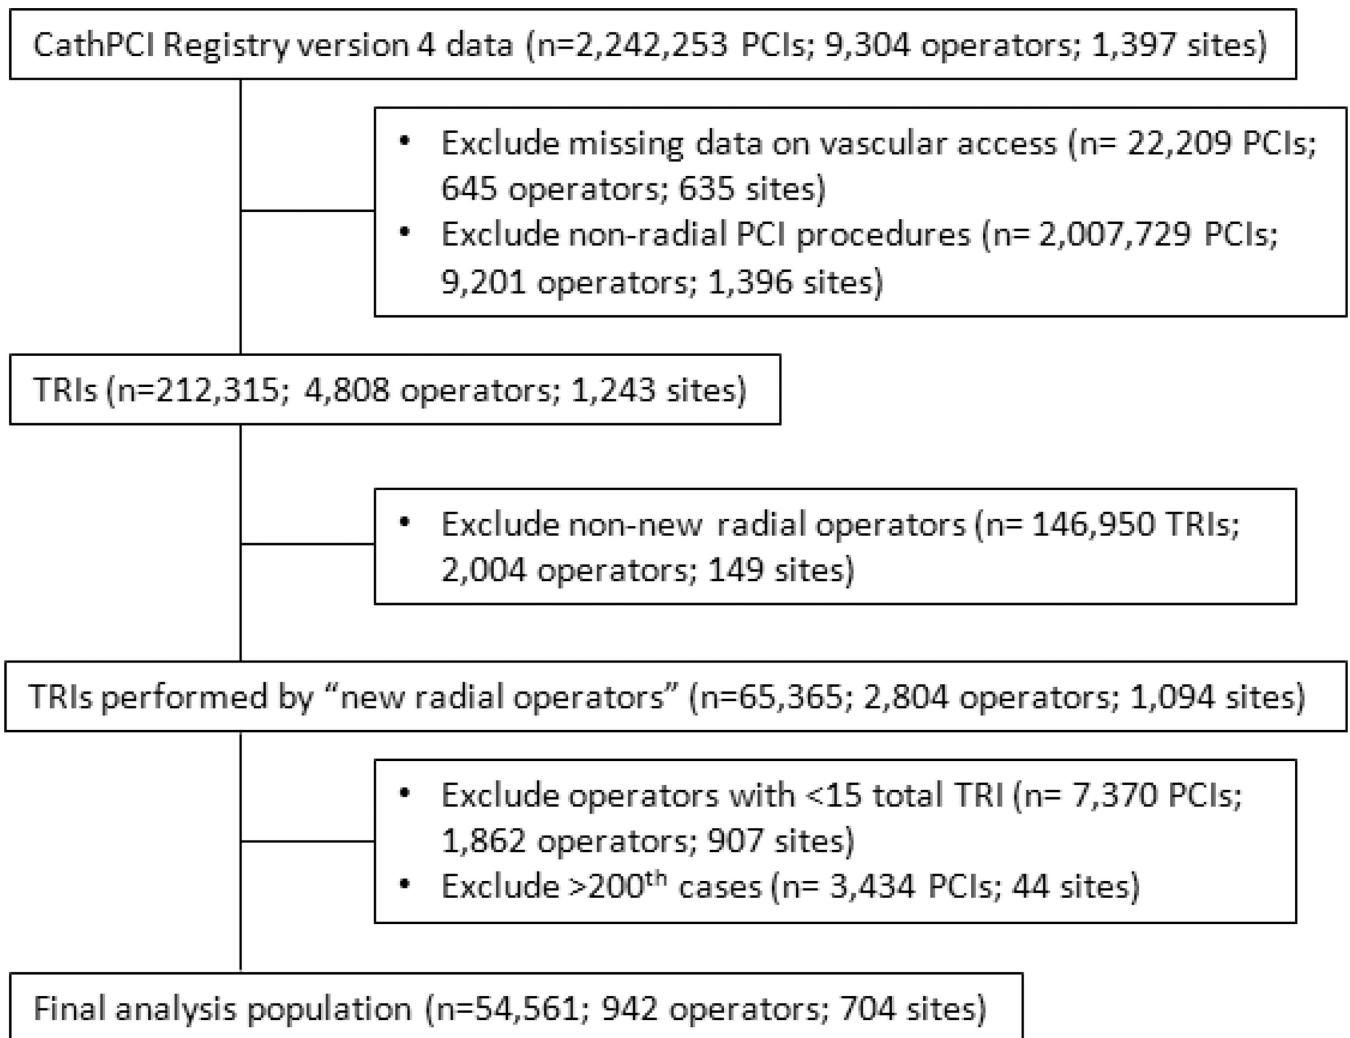 CathPCI Registry version 4 data (n=2,242,253 PCIs; 9,304 operators; 1,397 sites)
• Exclude missing data on vascular access (n= 22,209 PCIs;
645 operators; 635 sites)
• Exclude non-radial PCI procedures (n= 2,007,729 PCIs;
9,201 operators; 1,396 sites)
TRIs (n=212,315; 4,808 operators; 1,243 sites)
• Exclude non-new radial operators (n= 146,950 TRIs;
2,004 operators; 149 sites)
TRIs performed by “new radial operators” (n=65,365; 2,804 operators; 1,094 sites)
• Exclude operators with <15 total TRI (n= 7,370 PCIs;
1,862 operators; 907 sites)
• Exclude >200th cases (n= 3,434 PCIs; 44 sites)
Final analysis population (n=54,561; 942 operators; 704 sites)